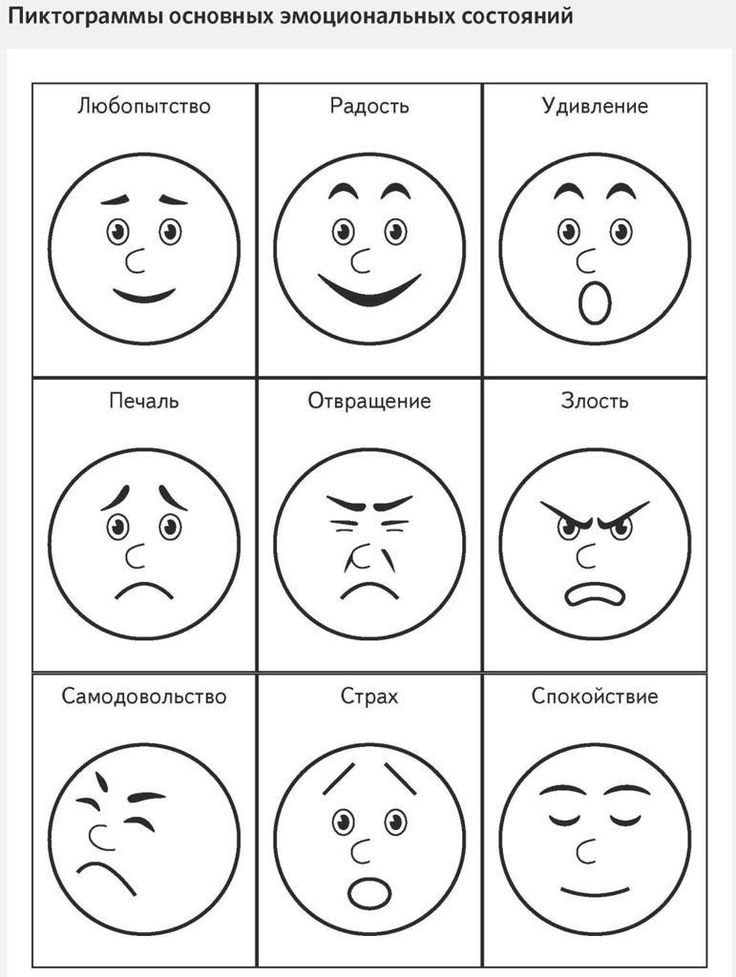 Пиктограммы основных эмоциональных состояний
Любопытство
Радость
Удивление
Печаль
Отвращение
Злость
Самодовольство
Страх
Спокойствие